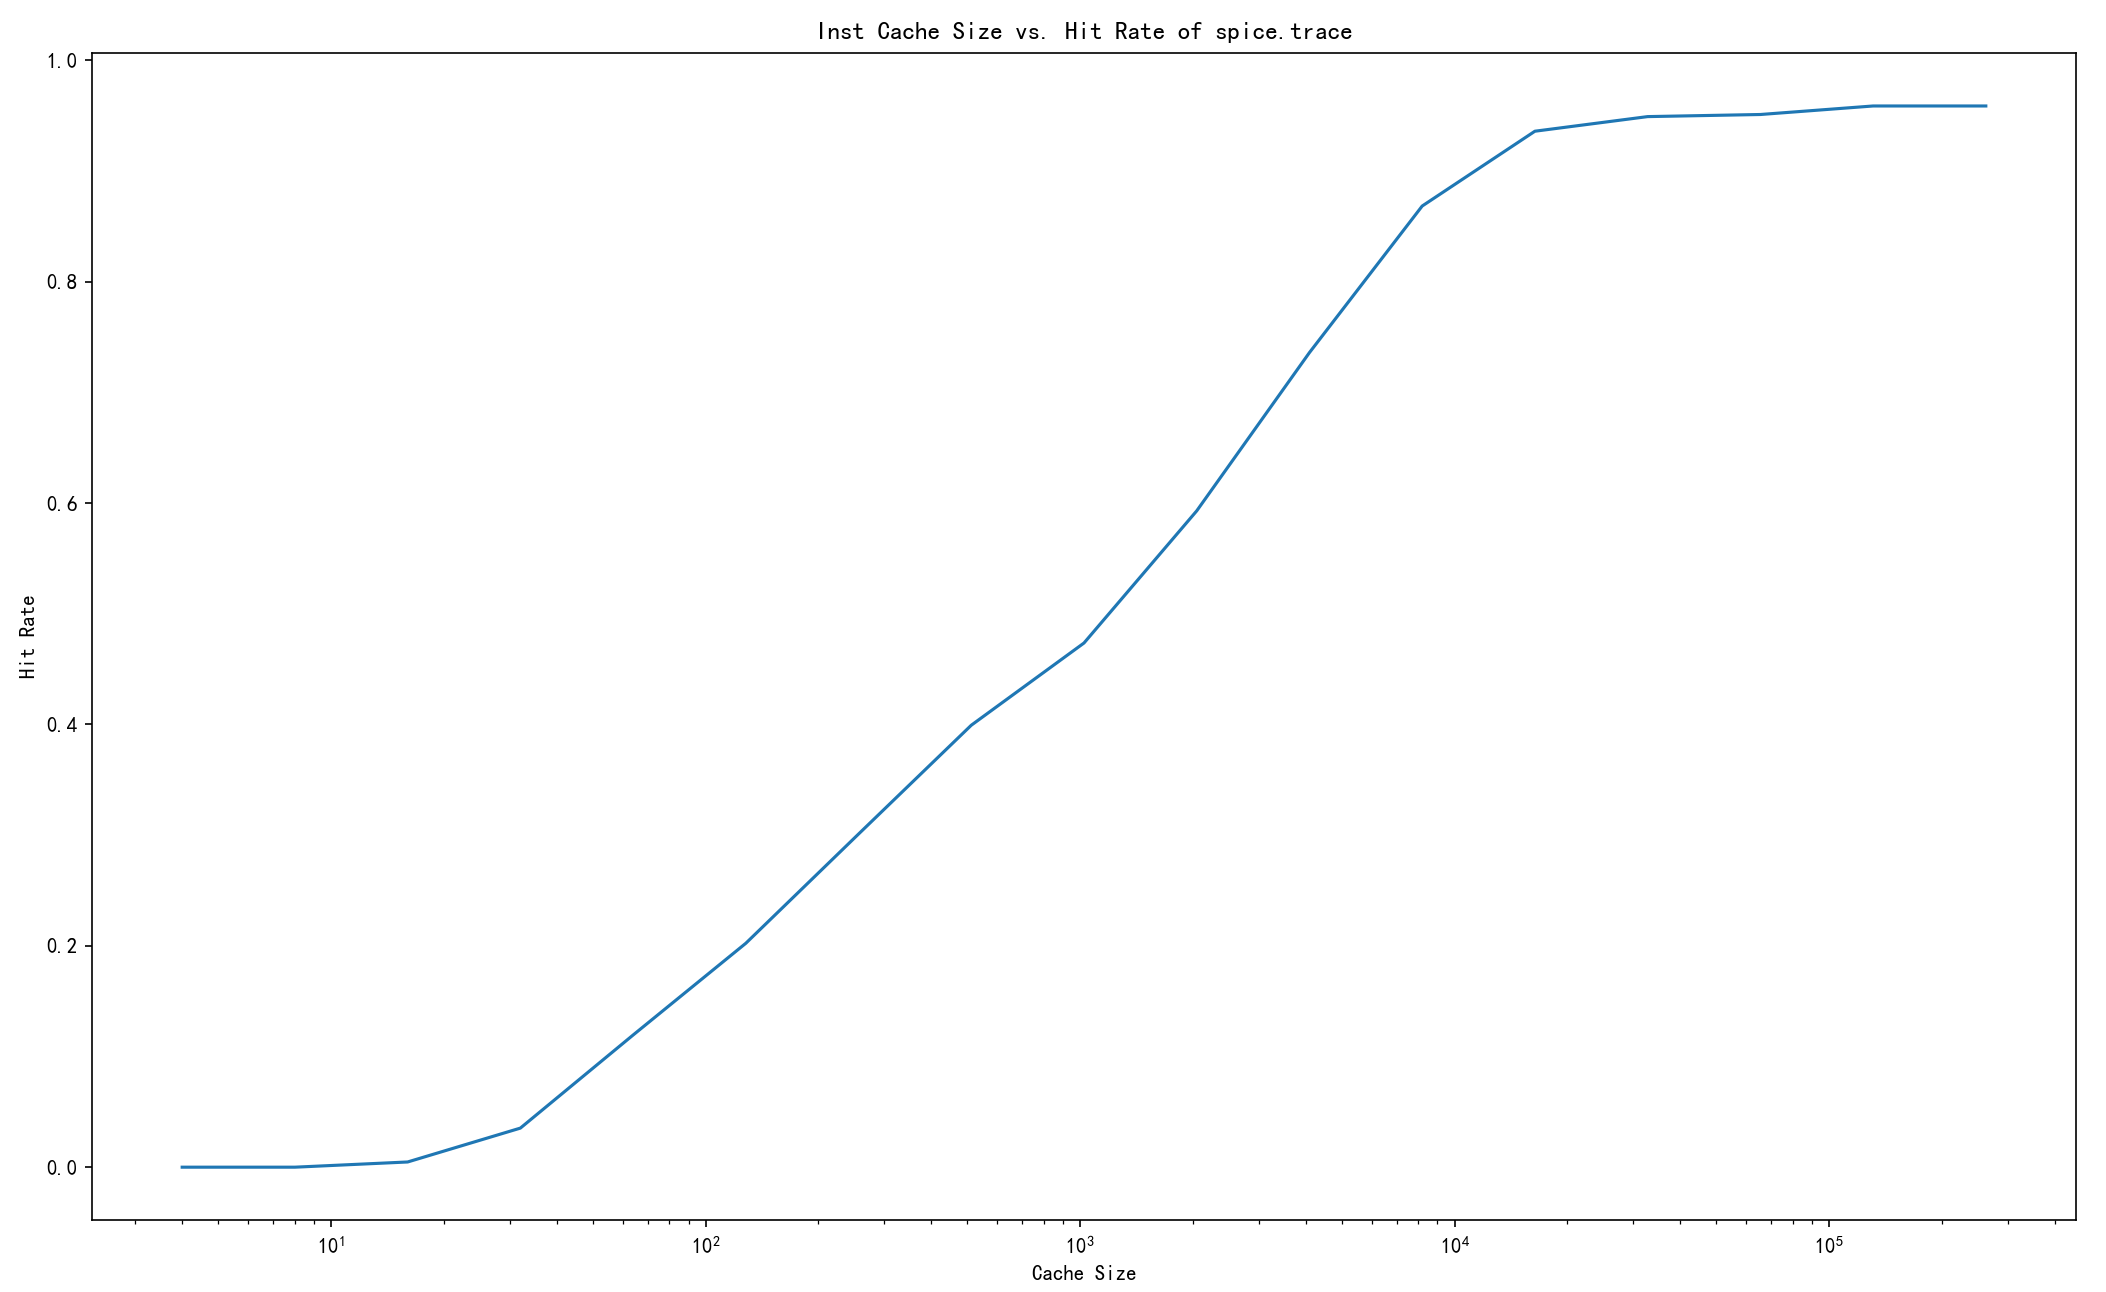 Inst Cache Size vs. Hit Rate of spice.trace
1.0
0.8
0.6
0.4
0.2
0.0
Hit Rate
10¹ 10² 10³ 10⁴ 10⁵
Cache Size